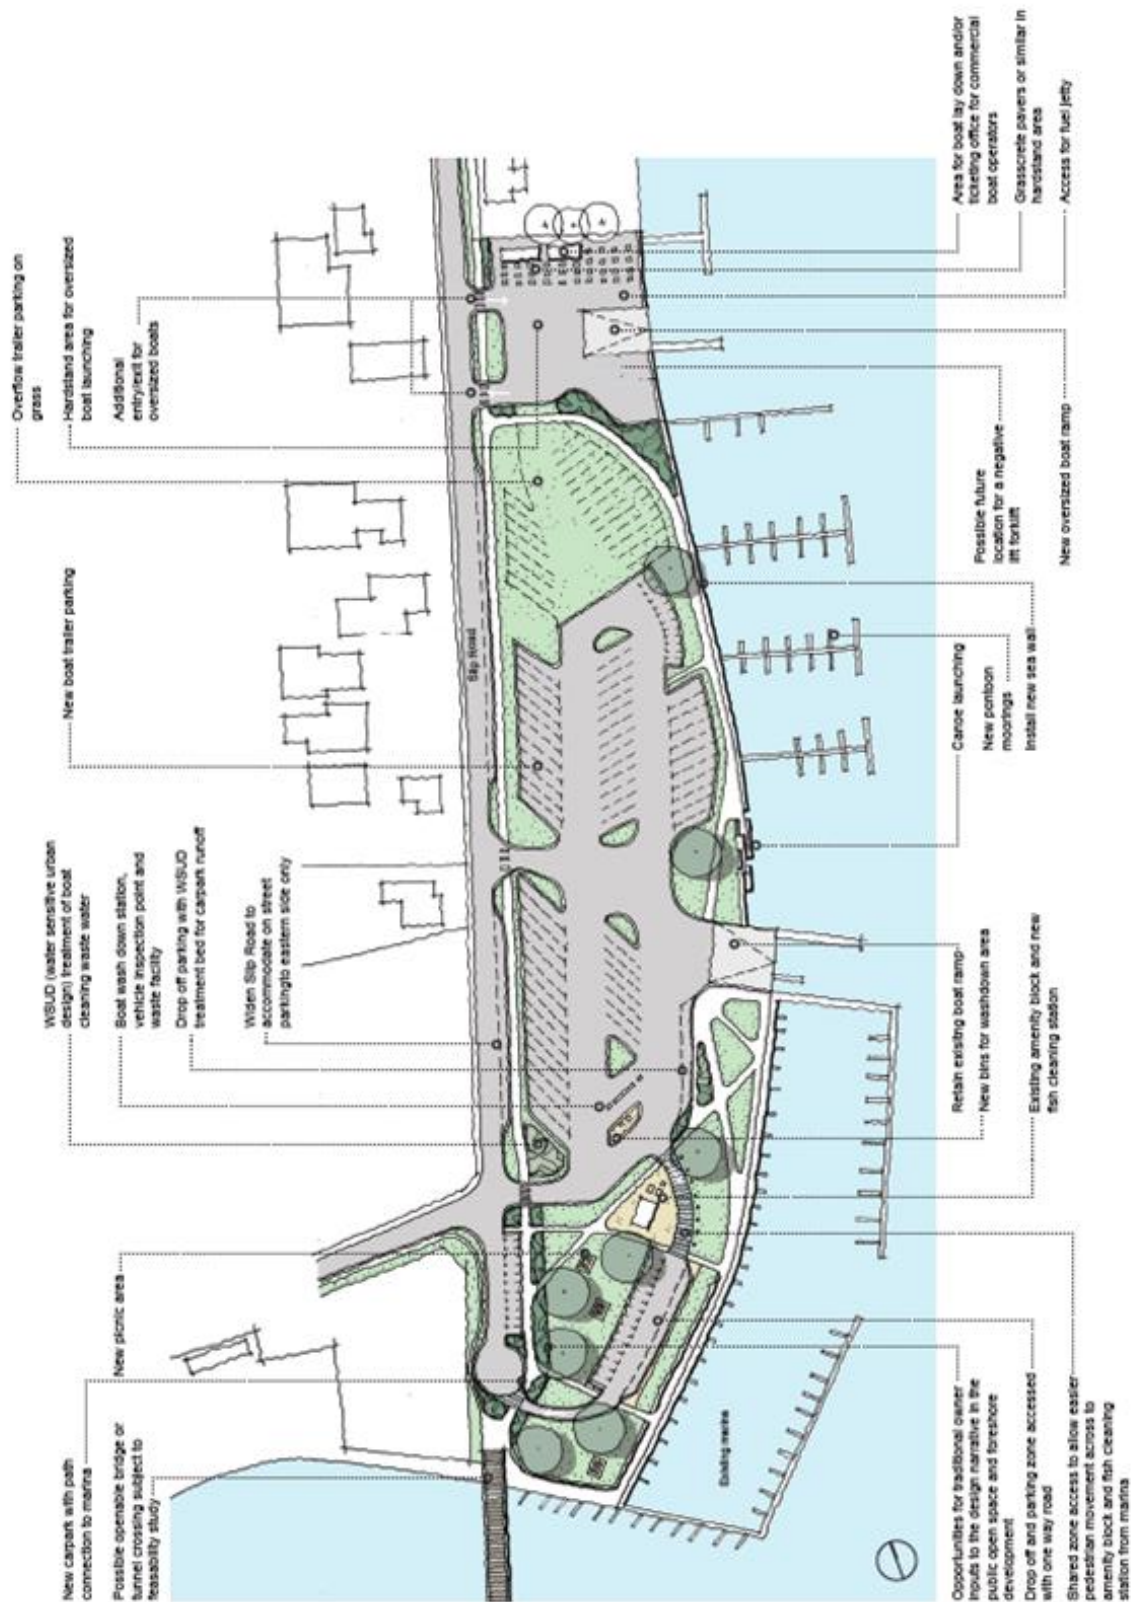 Overflow trailer parking on
grass
Hardstand area for oversized
boat launching
Additional
entry/exit for
oversized boats
New boat trailer parking
WSUD (water sensitive urban
design) treatment of boat
cleaning waste water
Boat wash down station,
vehicle inspection point and
waste facility
Drop off parking with WSUD
treatment bed for carpark runoff
Widen Slip Road to
accommodate on street
parkingto eastern side only
New picnic area
New carpark with path
connection to marina
Possible openable bridge or
tunnel crossing subject to
feasability study
Slip Road
Existing marina
Area for boat lay down and/or
ticketing office for commercial
boat operators
Grasscrete pavers or similar in
hardstand area
Access for fuel jetty
Possible future
location for a negative
lift forklift
New oversized boat ramp
Canoe launching
New pontoon
moorings
Install new sea wall
Retain exisitng boat ramp
New bins for washdown area
Existing amenity block and new
fish cleaning station
Opportunities for traditional owner
inputs to the design narrative in the
public open space and foreshore
development
Drop off and parking zone accessed
with one way road
Shared zone access to allow easier
pedestrian movement across to
amenity block and fish cleaning
station from marina